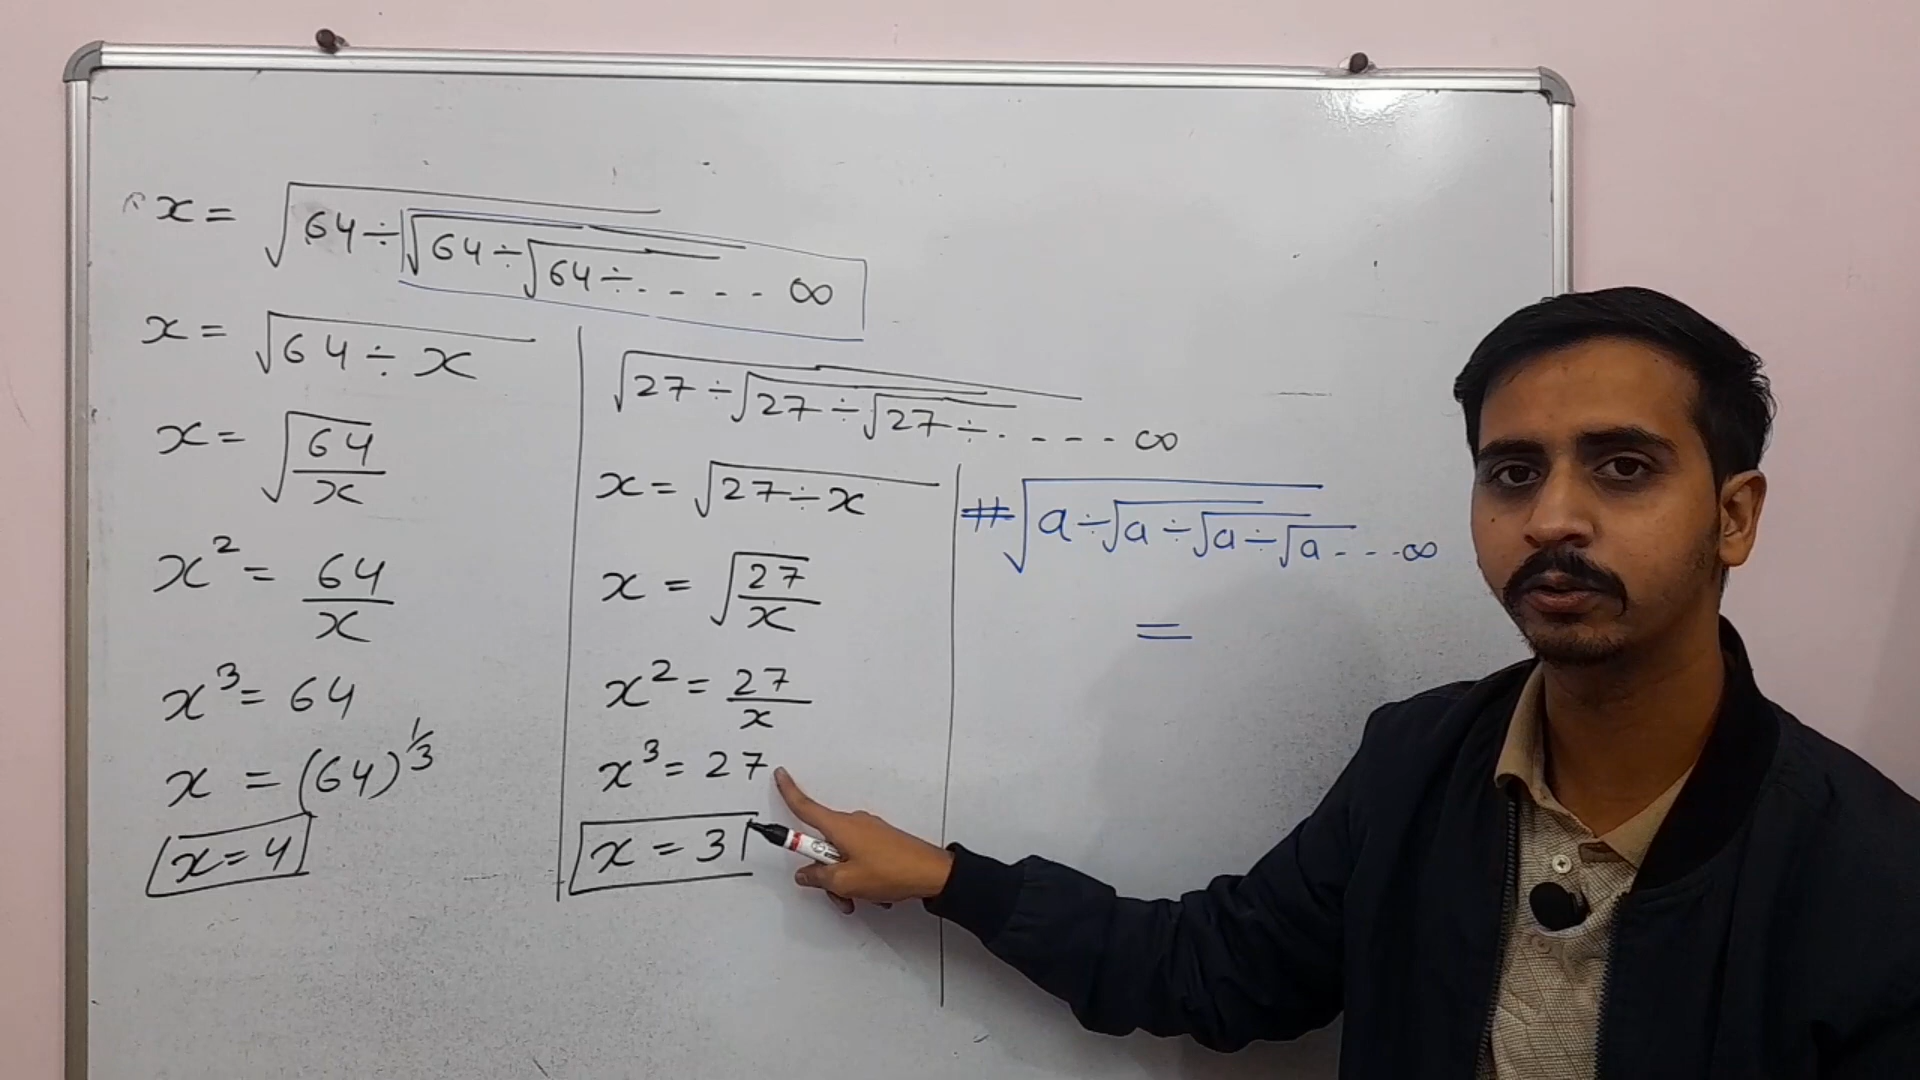 x = √64 ÷ √64 ÷ √64 ÷ . - - - - ∞
x = √64 ÷ x
x = √64/x
x² = 64/x
x³ = 64
x = (64)^1/3
x = 4
√27 ÷ √27 ÷ √27 ÷ . - - - - ∞
x = √27 ÷ x
x = √27/x
x² = 27/x
x³ = 27
x = 3
# √a ÷ √a ÷ √a ÷ √a . - - - ∞
=